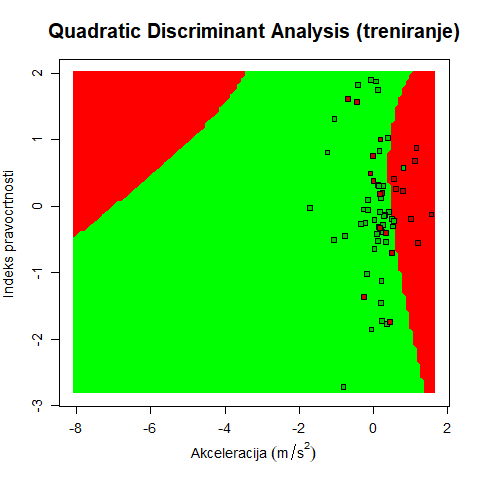 Quadratic Discriminant Analysis (treniranje)
2
1
0
-1
-2
-3
Indeks pravocrtnosti
-8 -6 -4 -2 0 2
Akceleracija (m/s²)